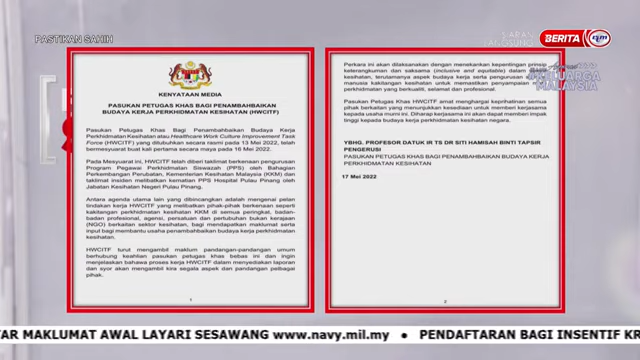 PASTIKAN SAHIH
SIARAN
LANGSUNG
BERITA
KELUARGA
MALAYSIA
KENYATAAN MEDIA
PASUKAN PETUGAS KHAS BAGI PENAMBAHBAIKAN
BUDAYA KERJA PERKHIDMATAN KESIHATAN (HWCITF)
Pasukan Petugas Khas Bagi Penambahbaikan Budaya Kerja
Perkhidmatan Kesihatan atau Healthcare Work Culture Improvement Task
Force (HWCITF) yang ditubuhkan secara rasmi pada 13 Mei 2022, telah
bermesyuarat buat kali pertama secara maya pada 16 Mei 2022.
Pada Mesyuarat ini, HWCITF telah diberi taklimat berkenaan pengurusan
Program Pegawai Perubatan Siswazah (PPS) oleh Bahagian
Perkembangan Perubatan, Kementerian Kesihatan Malaysia (KKM) dan
taklimat insiden melibatkan kematian PPS Hospital Pulau Pinang oleh
Jabatan Kesihatan Negeri Pulau Pinang.
Antara agenda utama lain yang dibincangkan adalah mengenai pelan
tindakan kerja HWCITF yang melibatkan pihak-pihak berkenaan seperti
kakitangan perkhidmatan kesihatan KKM di semua peringkat, badan-
badan profesional, agensi, persatuan dan pertubuhan bukan kerajaan
(NGO) berkaitan sektor kesihatan, bagi mendapatkan maklumat serta
input bagi membantu usaha penambahbaikan budaya kerja perkhidmatan
kesihatan.
HWCITF turut mengambil maklum pandangan-pandangan umum
berhubung keahlian pasukan petugas khas bebas ini dan ingin
menjelaskan bahawa proses kerja HWCITF dalam menyediakan laporan
dan syor akan mengambil kira segala aspek dan pandangan pelbagai
pihak.
1
Perkara ini akan dilaksanakan dengan menekankan kepentingan prinsip
keterangkuman dan saksama (inclusive and equitable) dalam
kesihatan, terutamanya aspek budaya kerja serta pengurusan
manusia kakitangan kesihatan untuk memastikan penyampaian
perkhidmatan yang berkualiti, selamat dan profesional.
Pasukan Petugas Khas HWCITF amat menghargai keprihatinan semua
pihak berkaitan yang menunjukkan kesediaan untuk memberi kerjasama
kepada usaha murni ini. Diharap kerjasama ini akan dapat memberi impak
tinggi kepada budaya kerja perkhidmatan kesihatan negara.
YBHG. PROFESOR DATUK IR TS DR SITI HAMISAH BINTI TAPSIR
PENGERUSI
PASUKAN PETUGAS KHAS BAGI PENAMBAHBAIKAN BUDAYA KERJA
PERKHIDMATAN KESIHATAN
17 MEI 2022
2
TAR MAKLUMAT AWAL LAYARI SESAWANG www.navy.mil.my • PENDAFTARAN BAGI INSENTIF KR